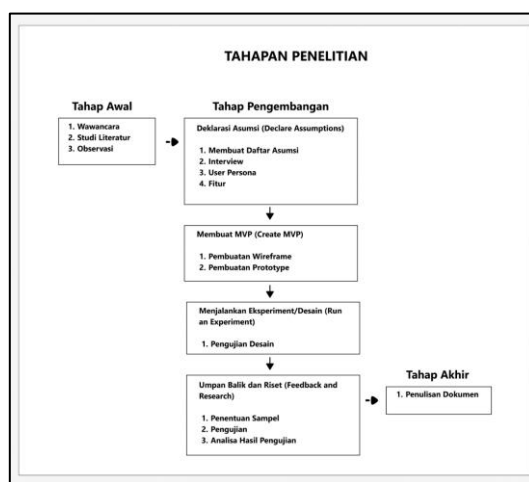 TAHAPAN PENELITIAN
Tahap Awal
1. Wawancara
2. Studi Literatur
3. Observasi
Tahap Pengembangan
Deklarasi Asumsi (Declare Assumptions)
1. Membuat Daftar Asumsi
2. Interview
3. User Persona
4. Fitur
Membuat MVP (Create MVP)
1. Pembuatan Wireframe
2. Pembuatan Prototype
Menjalankan Eksperiment/Desain (Run
an Experiment)
1. Pengujian Desain
Umpan Balik dan Riset (Feedback and
Research)
1. Penentuan Sampel
2. Pengujian
3. Analisa Hasil Pengujian
Tahap Akhir
1. Penulisan Dokumen